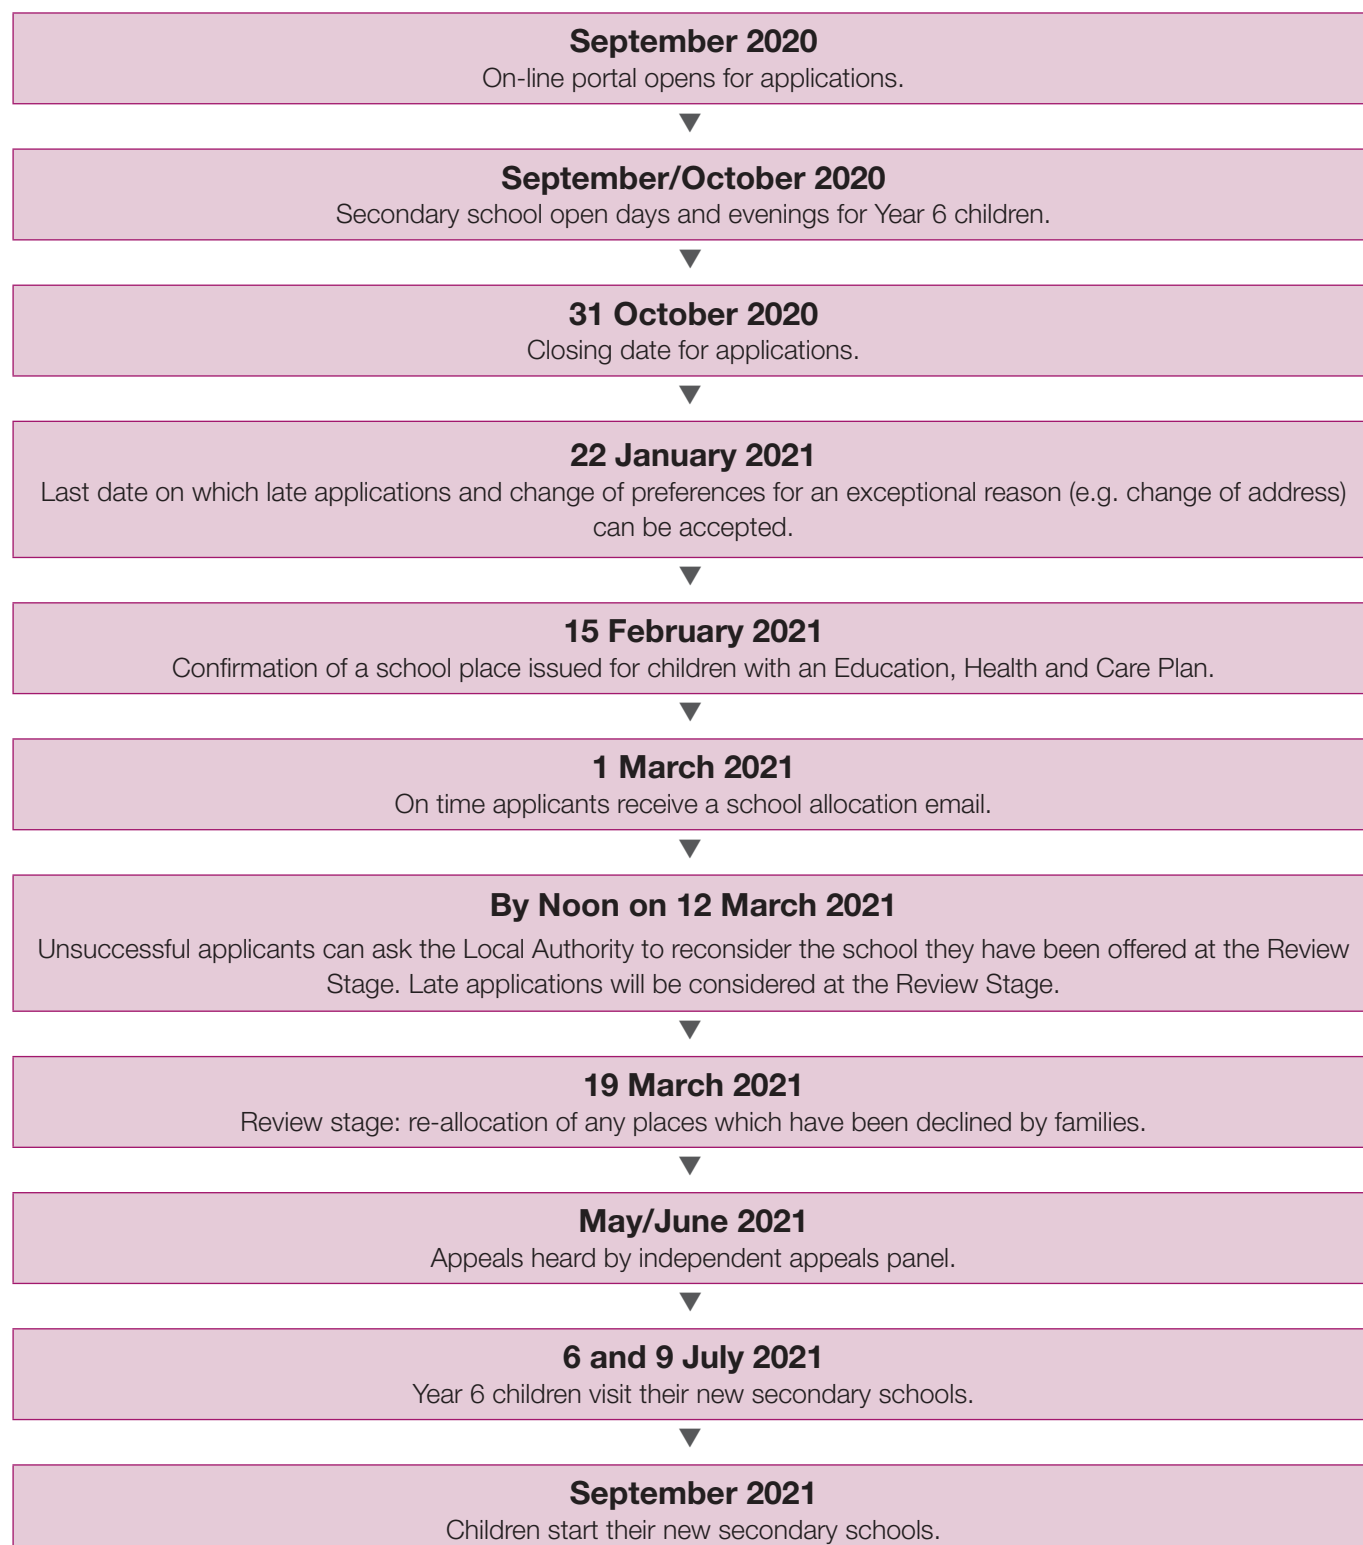 September 2020
On-line portal opens for applications.
September/October 2020
Secondary school open days and evenings for Year 6 children.
31 October 2020
Closing date for applications.
22 January 2021
Last date on which late applications and change of preferences for an exceptional reason (e.g. change of address)
can be accepted.
15 February 2021
Confirmation of a school place issued for children with an Education, Health and Care Plan.
1 March 2021
On time applicants receive a school allocation email.
By Noon on 12 March 2021
Unsuccessful applicants can ask the Local Authority to reconsider the school they have been offered at the Review
Stage. Late applications will be considered at the Review Stage.
19 March 2021
Review stage: re-allocation of any places which have been declined by families.
May/June 2021
Appeals heard by independent appeals panel.
6 and 9 July 2021
Year 6 children visit their new secondary schools.
September 2021
Children start their new secondary schools.